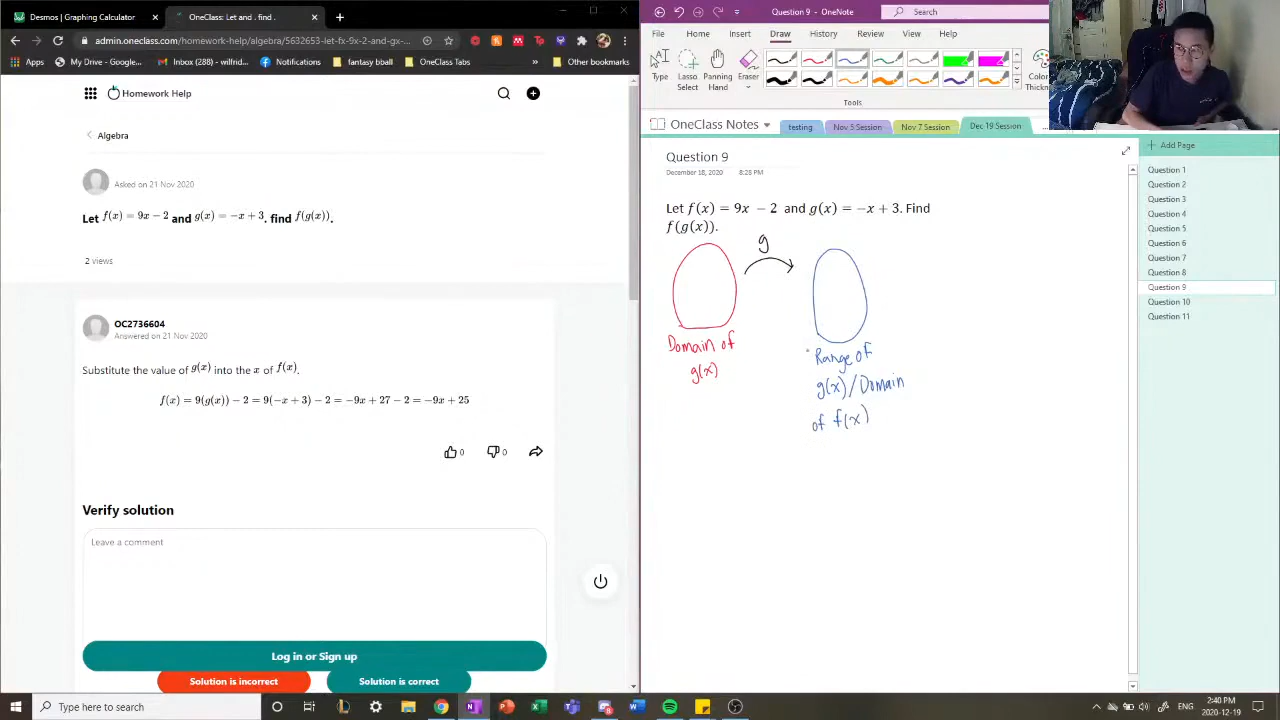 Desmos | Graphing Calculator
OneClass: Let and . find .
admin.oneclass.com/homework-help/algebra/5632653-let-fx-9x-2-and-gx-...
Apps
My Drive - Google
Inbox (28) - wilfrid
fantasy bball
OneClass Tabs
Other bookmarks
Homework Help
Algebra
Asked on 21 Nov 2020
Let f(x) = 9x − 2 and g(x) = −x + 3, find f(g(x)).
2 views
OC2736604
Answered on 21 Nov 2020
Substitute the value of g(x) into the x of f(x).
f(x) = 9(g(x)) − 2 = 9(−x + 3) − 2 = −9x + 27 − 2 = −9x + 25
0
0
Verify solution
Leave a comment
Log in or Sign up
Solution is incorrect
Solution is correct
Question 9 - OneNote
Search
File
Home
Insert
Draw
History
Review
View
Help
Type
Lasso
Select
Panning
Hand
Eraser
Color
Thickne
Tools
OneClass Notes
testing
Nov 5 Session
Nov 7 Session
Dec 19 Session
Add Page
Question 1
Question 2
Question 3
Question 4
Question 5
Question 6
Question 7
Question 8
Question 9
Question 10
Question 11
Question 9
December 18, 2020
8:28 PM
Let f(x) = 9x − 2 and g(x) = −x + 3. Find
f(g(x)).
g
Domain of
g(x)
Range of
g(x)/Domain
of f(x)
Type here to search
2:40 PM
2020-12-19